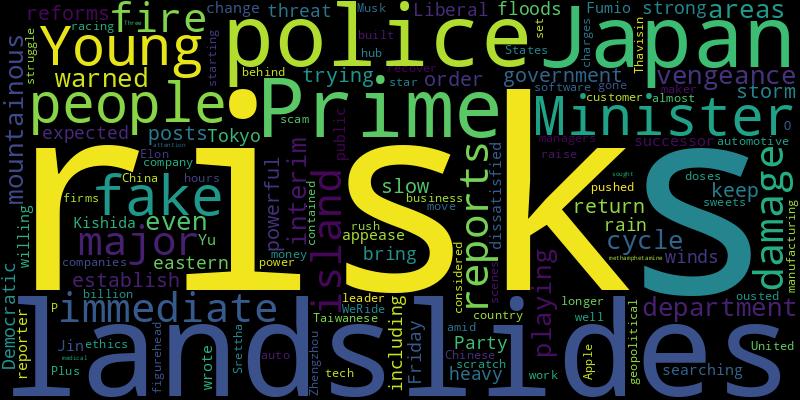 reforms
fire
change
threat
Musk
Liberal
floods
Fumio
strong
areas
racing
Three
Young
police
Japan
built
hub
States
set
Thavisin
charges
struggle
starting
warned
behind
trying
recover
star
order
government
software
gone
vengeance
maker
storm
mountainous
people
Prime
Minister
customer
almost
O
scam
expected
posts
Tokyo
public
managers
raise
successor
automotive
attention
Elon
company
China
hours
firms
risk
s
fake
even
powerful
interim
contained
island
slow
business
move
reports
dissatisfied
pushed
sought
return
rain
doses
sweets
keep
damage
manufacturing
Kishida
Yu
major
eastern
rush
appease
money
bring
considered
scenes
cycle
winds
methamphetamine
willing
companies
establish
power
billion
leader
WeRide
Taiwanese
country
longer
ousted
department
Democratic
immediate
including
Friday
playing
well
geopolitical
United
P
reporter
Jin
ethics
figurehead
wrote
Srettha
auto
Zhengzhou
amid
Party
Chinese
scratch
heavy
work
Apple
searching
medical
Plus
tech
landslides